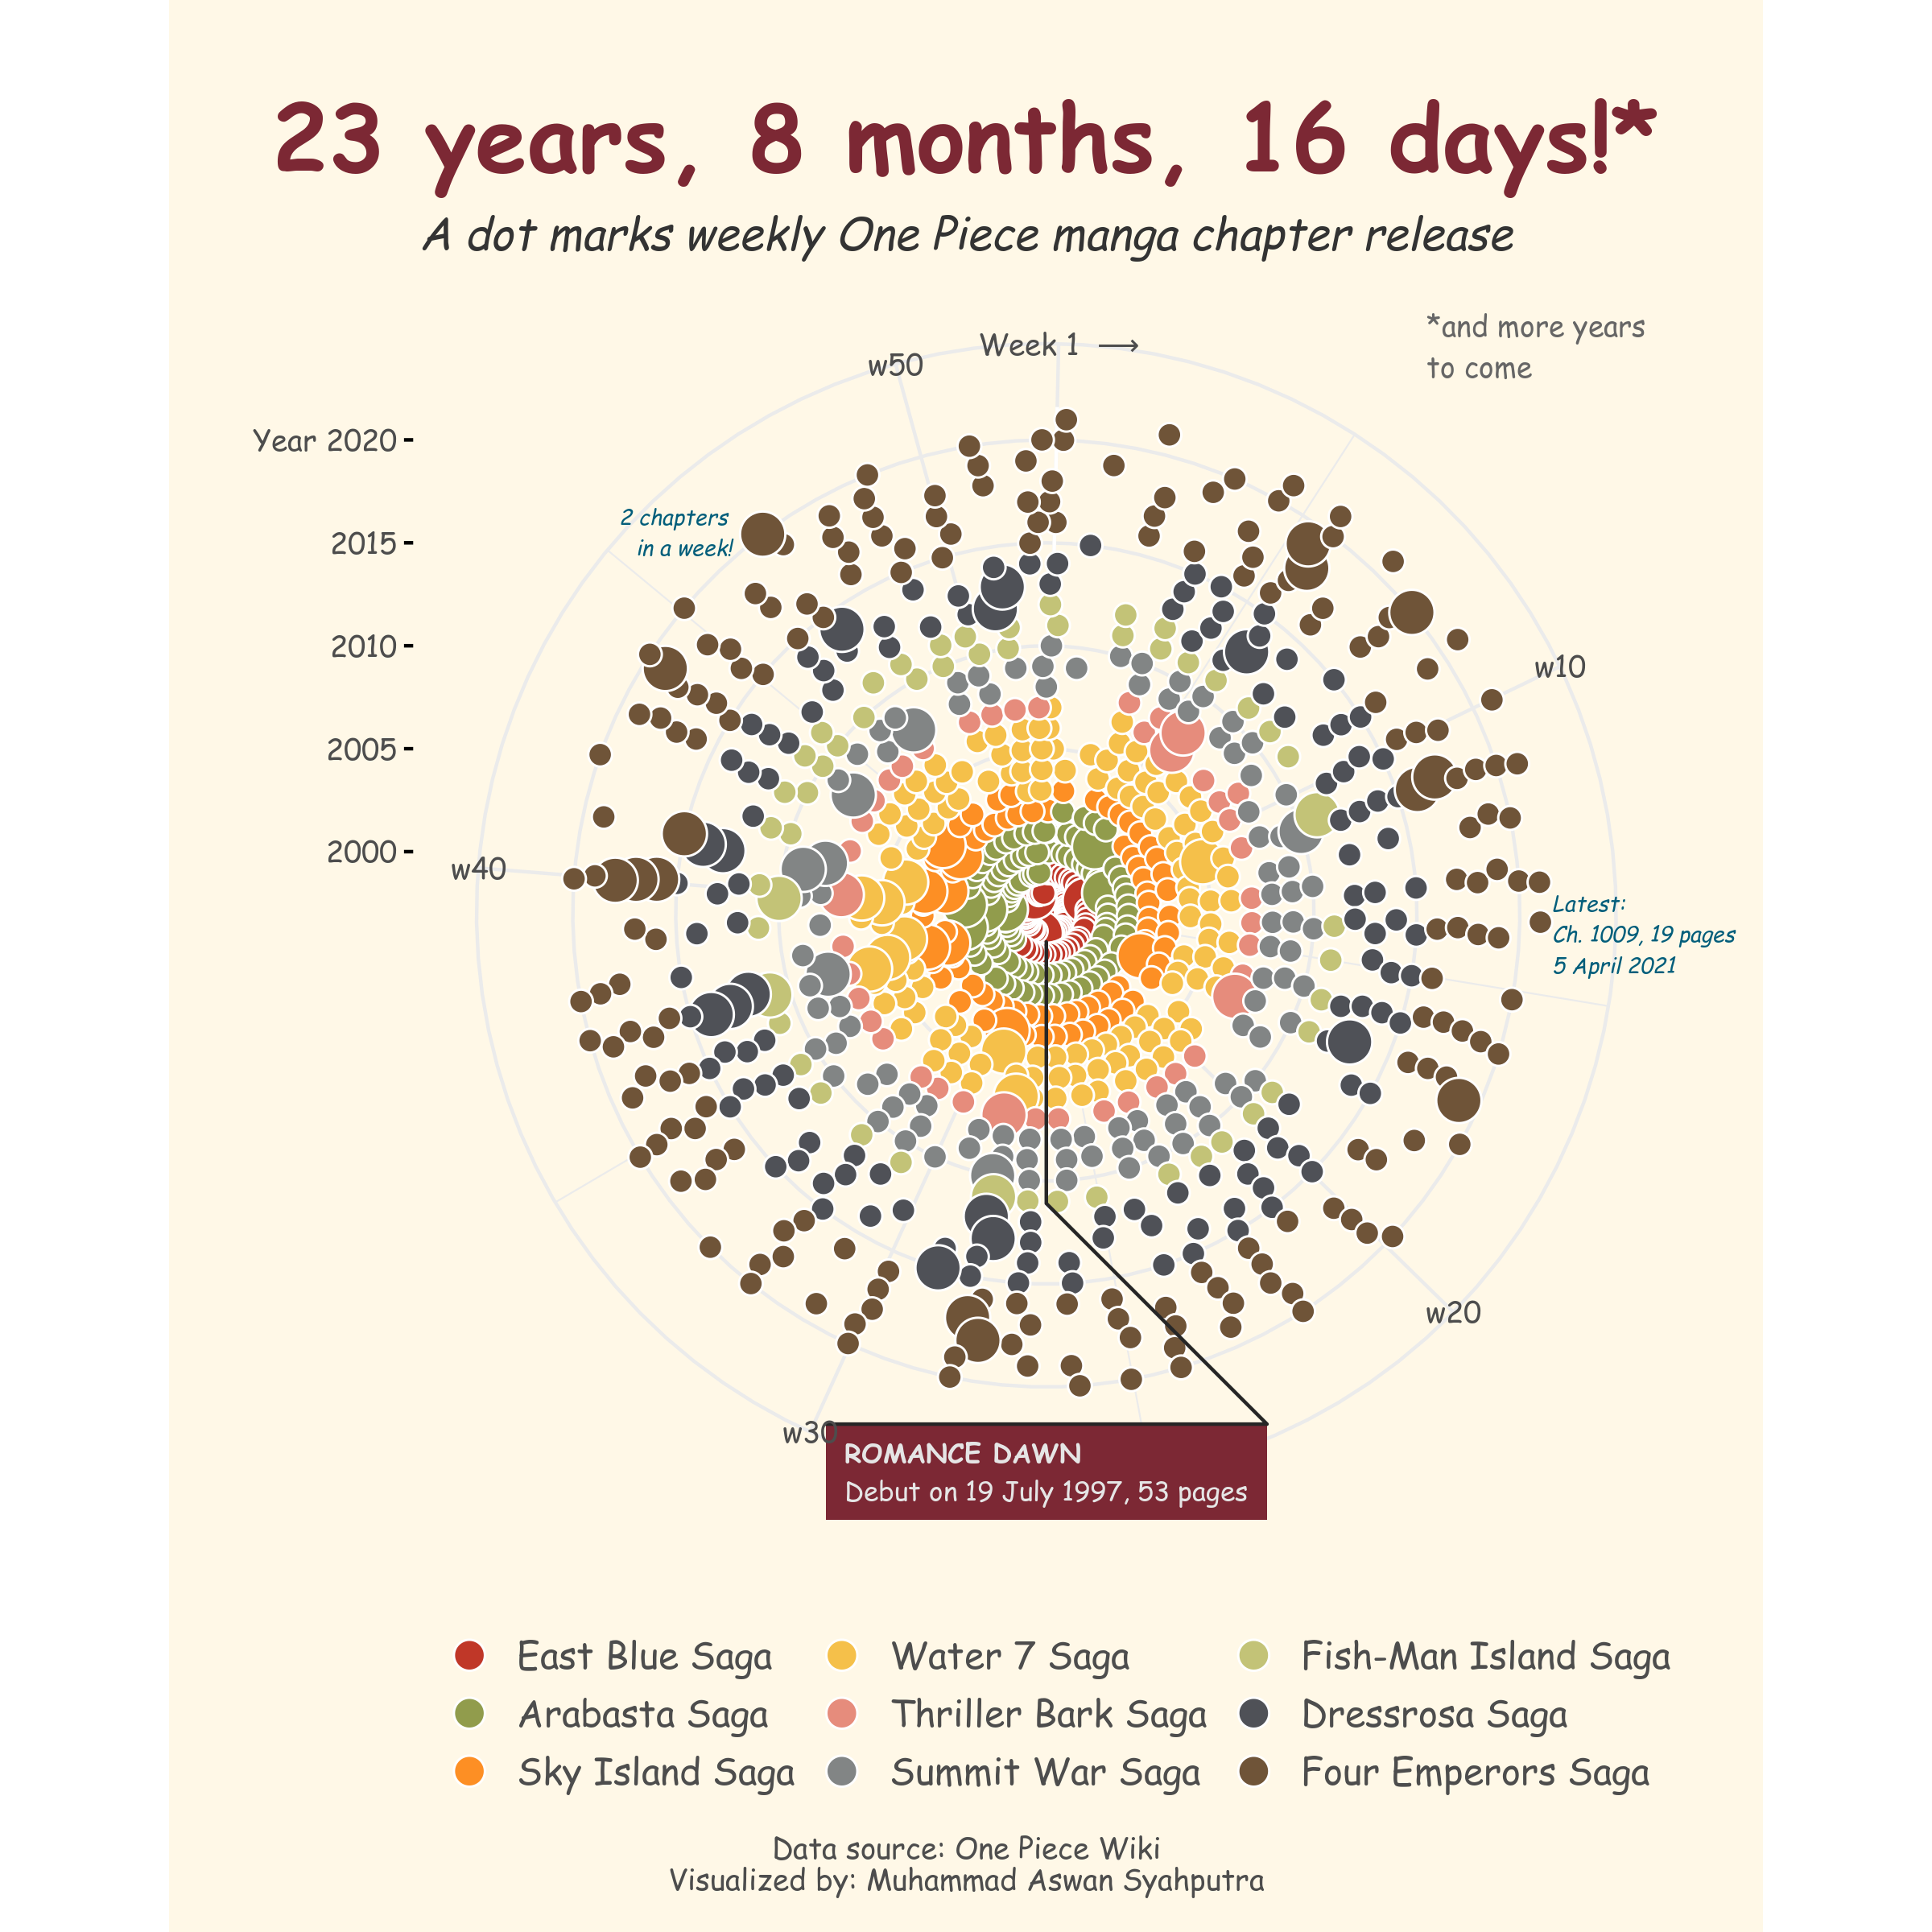 23 years, 8 months, 16 days!*
A dot marks weekly One Piece manga chapter release
*and more years
to come
Week 1 ⟶
w50
Year 2020
2 chapters
in a week!
2015
2010
w10
2005
2000
w40
Latest:
Ch. 1009, 19 pages
5 April 2021
w20
w30
ROMANCE DAWN
Debut on 19 July 1997, 53 pages
East Blue Saga
Water 7 Saga
Fish-Man Island Saga
Arabasta Saga
Thriller Bark Saga
Dressrosa Saga
Sky Island Saga
Summit War Saga
Four Emperors Saga
Data source: One Piece Wiki
Visualized by: Muhammad Aswan Syahputra